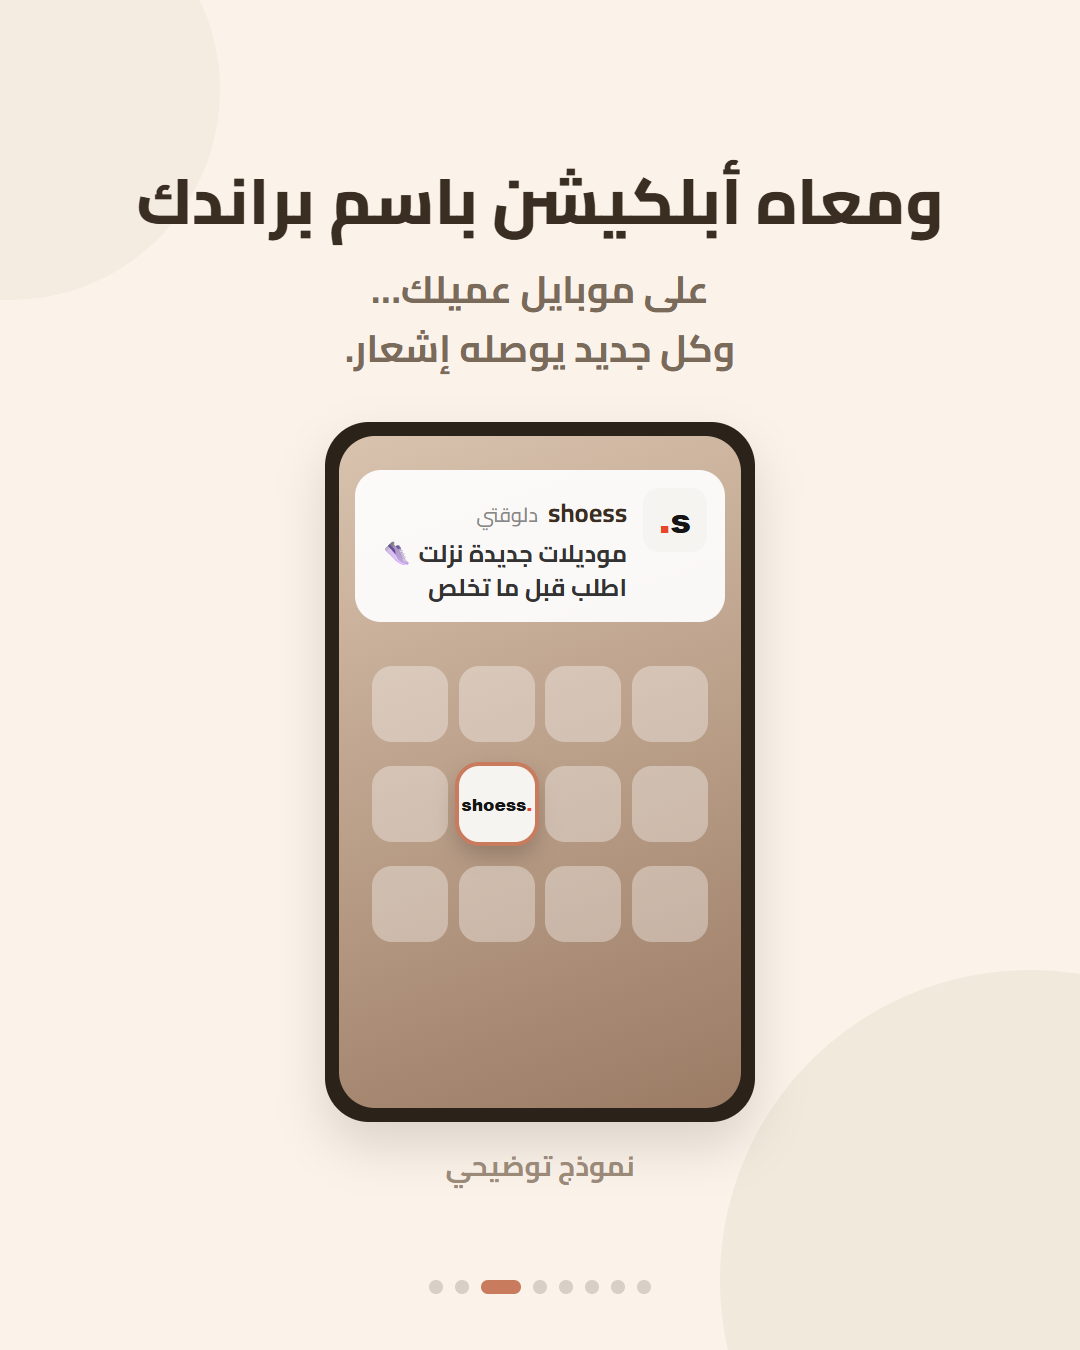 ومعاه أبلكيشن باسم براندك
على موبايل عميلك...
وكل جديد يوصله إشعار.
s.
shoess دلوقتي
موديلات جديدة نزلت 👟
اطلب قبل ما تخلص
shoess.
نموذج توضيحي